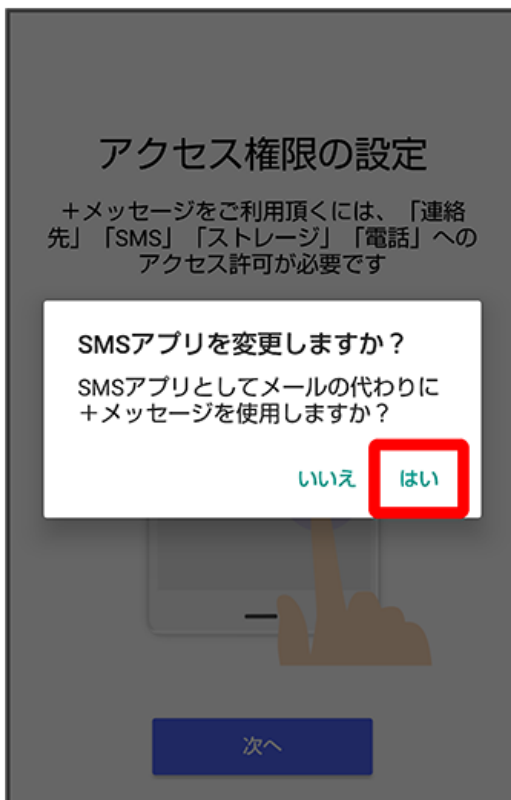 アクセス権限の設定
＋メッセージをご利用頂くには、「連絡
先」「SMS」「ストレージ」「電話」への
アクセス許可が必要です
SMSアプリを変更しますか？
SMSアプリとしてメールの代わりに
＋メッセージを使用しますか？
いいえ はい
次へ